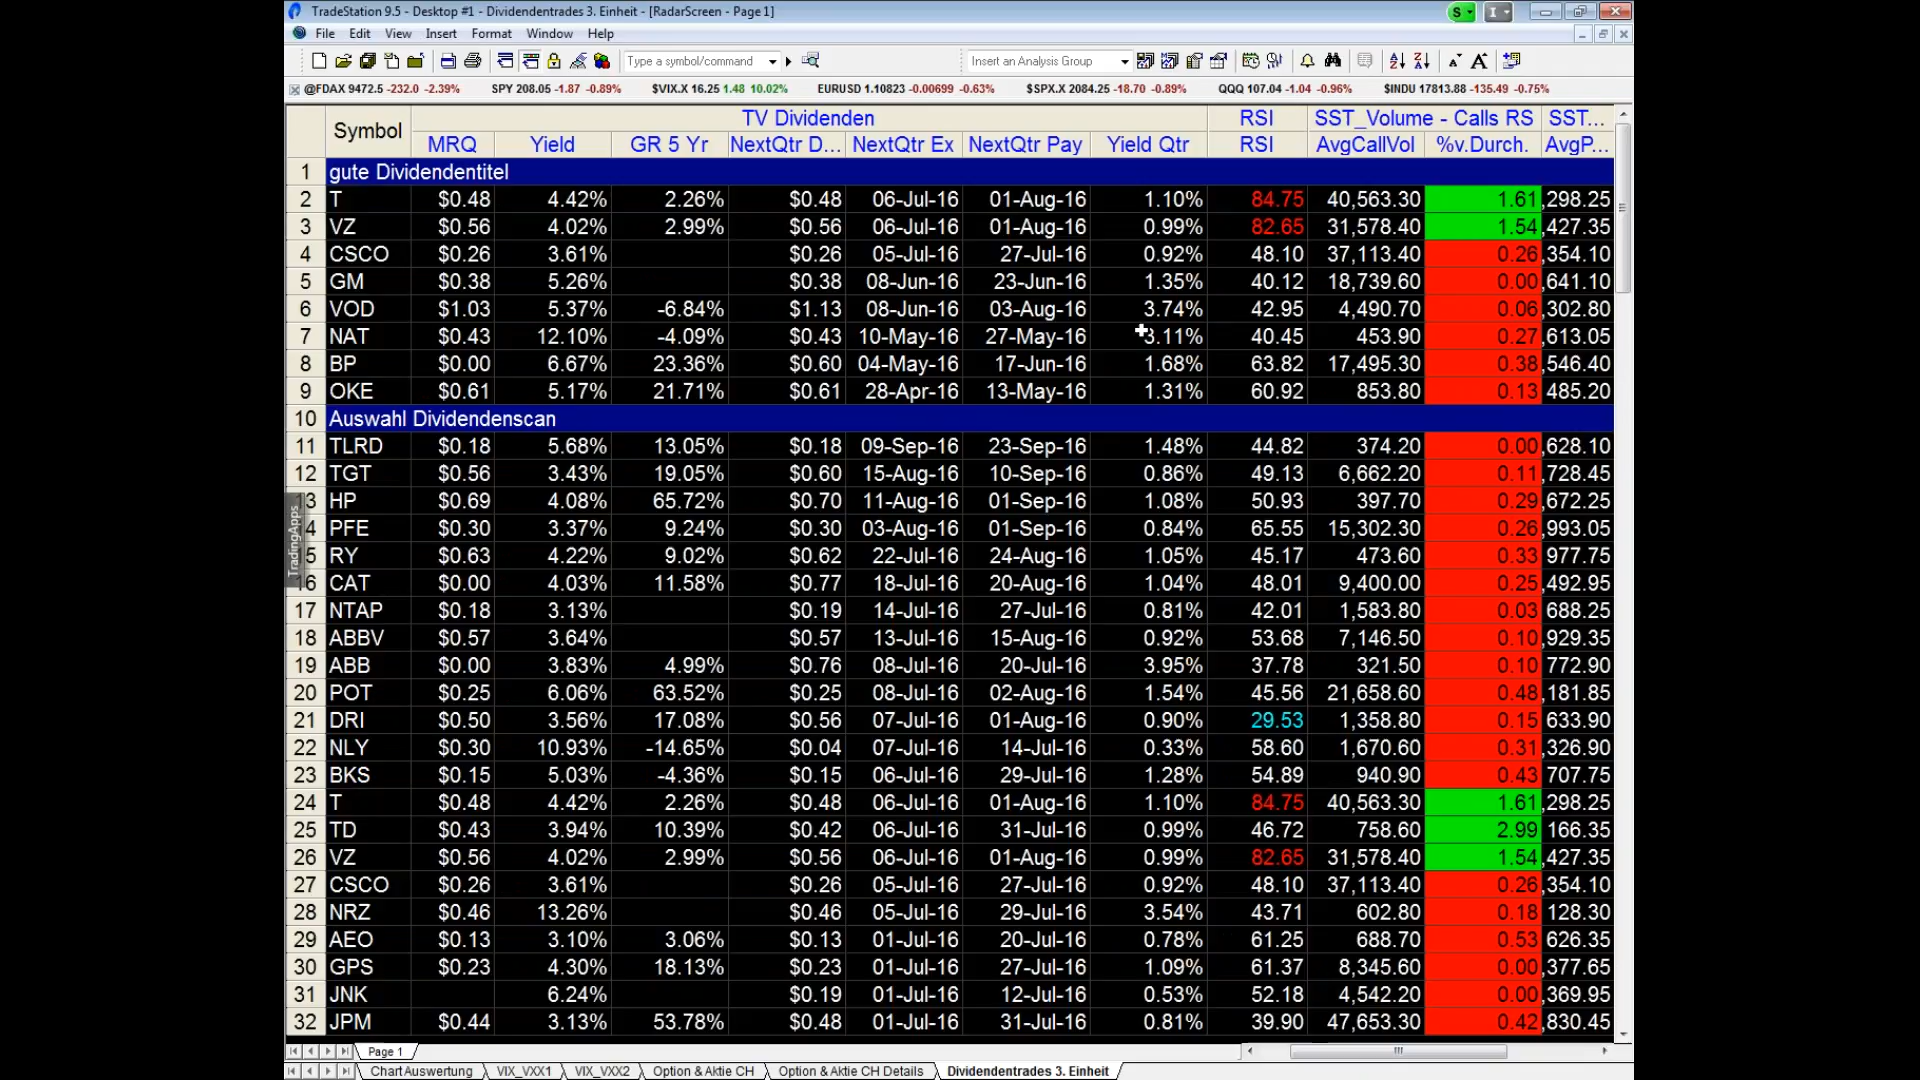 TradeStation 9.5 - Desktop #1 - Dividendentrades 3. Einheit - [RadarScreen - Page 1]
S I
File Edit View Insert Format Window Help
Type a symbol/command Insert an Analysis Group
@FDAX 9472.5 -232.0 -2.39% SPY 208.05 -1.87 -0.89% $VIX.X 16.25 1.48 10.02% EURUSD 1.10823 -0.00699 -0.63% $SPX.X 2084.25 -18.70 -0.89% QQQ 107.04 -1.04 -0.96% $INDU 17813.88 -135.49 -0.75%
Symbol TV Dividenden RSI SST_Volume - Calls RS SST...
MRQ Yield GR 5 Yr NextQtr D... NextQtr Ex NextQtr Pay Yield Qtr RSI AvgCallVol %v.Durch. AvgP...
1 gute Dividendentitel
2 T $0.48 4.42% 2.26% $0.48 06-Jul-16 01-Aug-16 1.10% 84.75 40,563.30 1.61 ,298.25
3 VZ $0.56 4.02% 2.99% $0.56 06-Jul-16 01-Aug-16 0.99% 82.65 31,578.40 1.54 ,427.35
4 CSCO $0.26 3.61% $0.26 05-Jul-16 27-Jul-16 0.92% 48.10 37,113.40 0.26 ,354.10
5 GM $0.38 5.26% $0.38 08-Jun-16 23-Jun-16 1.35% 40.12 18,739.60 0.00 ,641.10
6 VOD $1.03 5.37% -6.84% $1.13 08-Jun-16 03-Aug-16 3.74% 42.95 4,490.70 0.06 ,302.80
7 NAT $0.43 12.10% -4.09% $0.43 10-May-16 27-May-16 3.11% 40.45 453.90 0.27 ,613.05
8 BP $0.00 6.67% 23.36% $0.60 04-May-16 17-Jun-16 1.68% 63.82 17,495.30 0.38 ,546.40
9 OKE $0.61 5.17% 21.71% $0.61 28-Apr-16 13-May-16 1.31% 60.92 853.80 0.13 485.20
10 Auswahl Dividendenscan
11 TLRD $0.18 5.68% 13.05% $0.18 09-Sep-16 23-Sep-16 1.48% 44.82 374.20 0.00 ,628.10
12 TGT $0.56 3.43% 19.05% $0.60 15-Aug-16 10-Sep-16 0.86% 49.13 6,662.20 0.11 ,728.45
3 HP $0.69 4.08% 65.72% $0.70 11-Aug-16 01-Sep-16 1.08% 50.93 397.70 0.29 ,672.25
4 PFE $0.30 3.37% 9.24% $0.30 03-Aug-16 01-Sep-16 0.84% 65.55 15,302.30 0.26 ,993.05
5 RY $0.63 4.22% 9.02% $0.62 22-Jul-16 24-Aug-16 1.05% 45.17 473.60 0.33 977.75
16 CAT $0.00 4.03% 11.58% $0.77 18-Jul-16 20-Aug-16 1.04% 48.01 9,400.00 0.25 ,492.95
TradingApps
17 NTAP $0.18 3.13% $0.19 14-Jul-16 27-Jul-16 0.81% 42.01 1,583.80 0.03 688.25
18 ABBV $0.57 3.64% $0.57 13-Jul-16 15-Aug-16 0.92% 53.68 7,146.50 0.10 ,929.35
19 ABB $0.00 3.83% 4.99% $0.76 08-Jul-16 20-Jul-16 3.95% 37.78 321.50 0.10 ,772.90
20 POT $0.25 6.06% 63.52% $0.25 08-Jul-16 02-Aug-16 1.54% 45.56 21,658.60 0.48 ,181.85
21 DRI $0.50 3.56% 17.08% $0.56 07-Jul-16 01-Aug-16 0.90% 29.53 1,358.80 0.15 633.90
22 NLY $0.30 10.93% -14.65% $0.04 07-Jul-16 14-Jul-16 0.33% 58.60 1,670.60 0.31 ,326.90
23 BKS $0.15 5.03% -4.36% $0.15 06-Jul-16 29-Jul-16 1.28% 54.89 940.90 0.43 707.75
24 T $0.48 4.42% 2.26% $0.48 06-Jul-16 01-Aug-16 1.10% 84.75 40,563.30 1.61 ,298.25
25 TD $0.43 3.94% 10.39% $0.42 06-Jul-16 31-Jul-16 0.99% 46.72 758.60 2.99 166.35
26 VZ $0.56 4.02% 2.99% $0.56 06-Jul-16 01-Aug-16 0.99% 82.65 31,578.40 1.54 ,427.35
27 CSCO $0.26 3.61% $0.26 05-Jul-16 27-Jul-16 0.92% 48.10 37,113.40 0.26 ,354.10
28 NRZ $0.46 13.26% $0.46 05-Jul-16 29-Jul-16 3.54% 43.71 602.80 0.18 128.30
29 AEO $0.13 3.10% 3.06% $0.13 01-Jul-16 20-Jul-16 0.78% 61.25 688.70 0.53 626.35
30 GPS $0.23 4.30% 18.13% $0.23 01-Jul-16 27-Jul-16 1.09% 61.37 8,345.60 0.00 ,377.65
31 JNK 6.24% $0.19 01-Jul-16 12-Jul-16 0.53% 52.18 4,542.20 0.00 ,369.95
32 JPM $0.44 3.13% 53.78% $0.48 01-Jul-16 31-Jul-16 0.81% 39.90 47,653.30 0.42 ,830.45
Page 1
ChartAuswertung VIX_VXX1 VIX_VXX2 Option & Aktie CH Option & Aktie CH Details Dividendentrades 3. Einheit